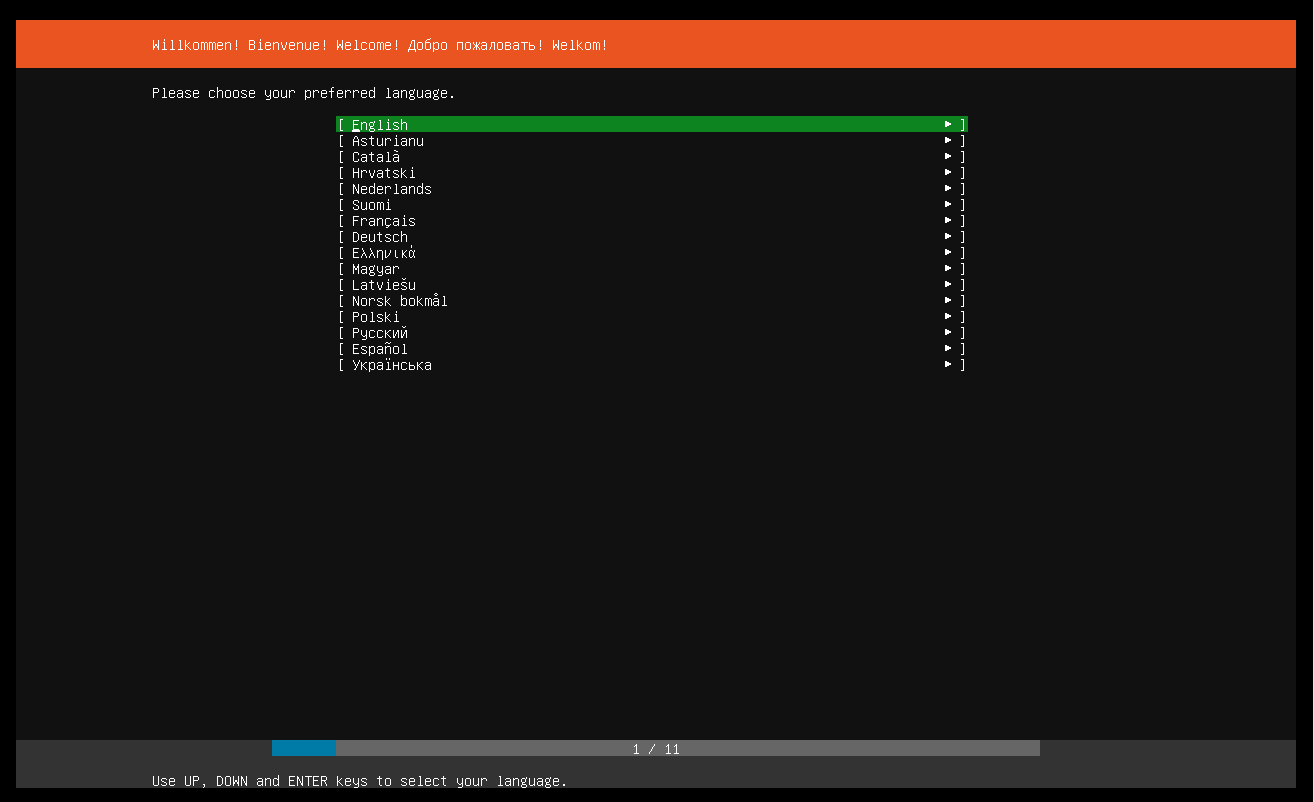 Willkommen! Bienvenue! Welcome! Добро пожаловать! Welkom!
Please choose your preferred language.
[ English ► ]
[ Asturianu ► ]
[ Català ► ]
[ Hrvatski ► ]
[ Nederlands ► ]
[ Suomi ► ]
[ Français ► ]
[ Deutsch ► ]
[ Ελληνικά ► ]
[ Magyar ► ]
[ Latviešu ► ]
[ Norsk bokmål ► ]
[ Polski ► ]
[ Русский ► ]
[ Español ► ]
[ Українська ► ]
1 / 11
Use UP, DOWN and ENTER keys to select your language.